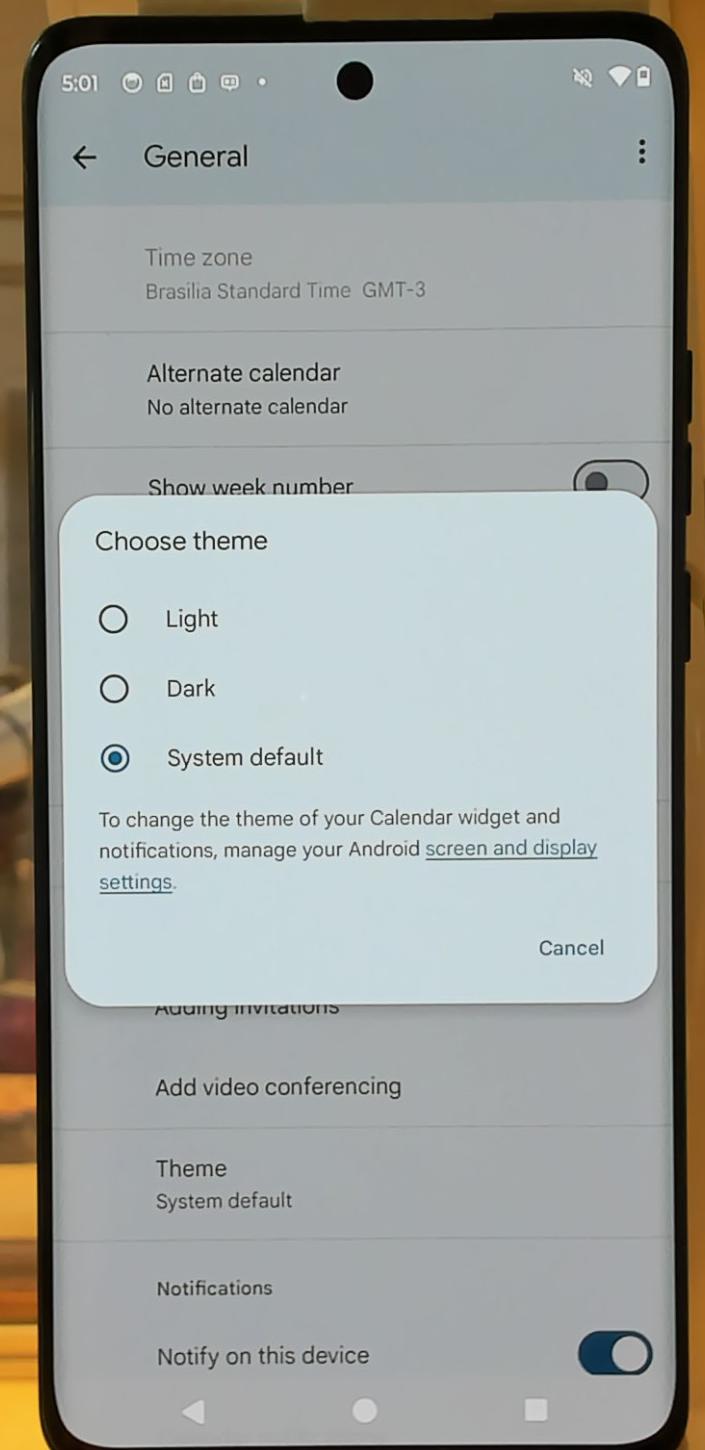 5:01
General
Time zone
Brasilia Standard Time GMT-3
Alternate calendar
No alternate calendar
Show week number
Choose theme
Light
Dark
System default
To change the theme of your Calendar widget and
notifications, manage your Android screen and display
settings.
Cancel
Adding invitations
Add video conferencing
Theme
System default
Notifications
Notify on this device